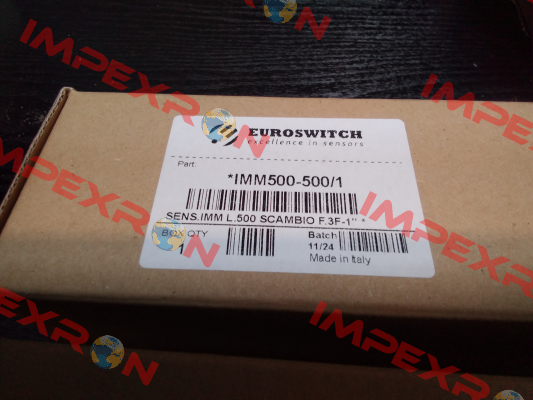 IMPEXRON
IMPEXRON
IMPEXRON
EUROSWITCH
excellence in sensors
Part.
*IMM500-500/1
SENS.IMM L.500 SCAMBIO F.3F-1" *
BOX QTY
1
Batch
11/24
Made in Italy
IMPEXRON
IMPEXRON
IMPEXRON